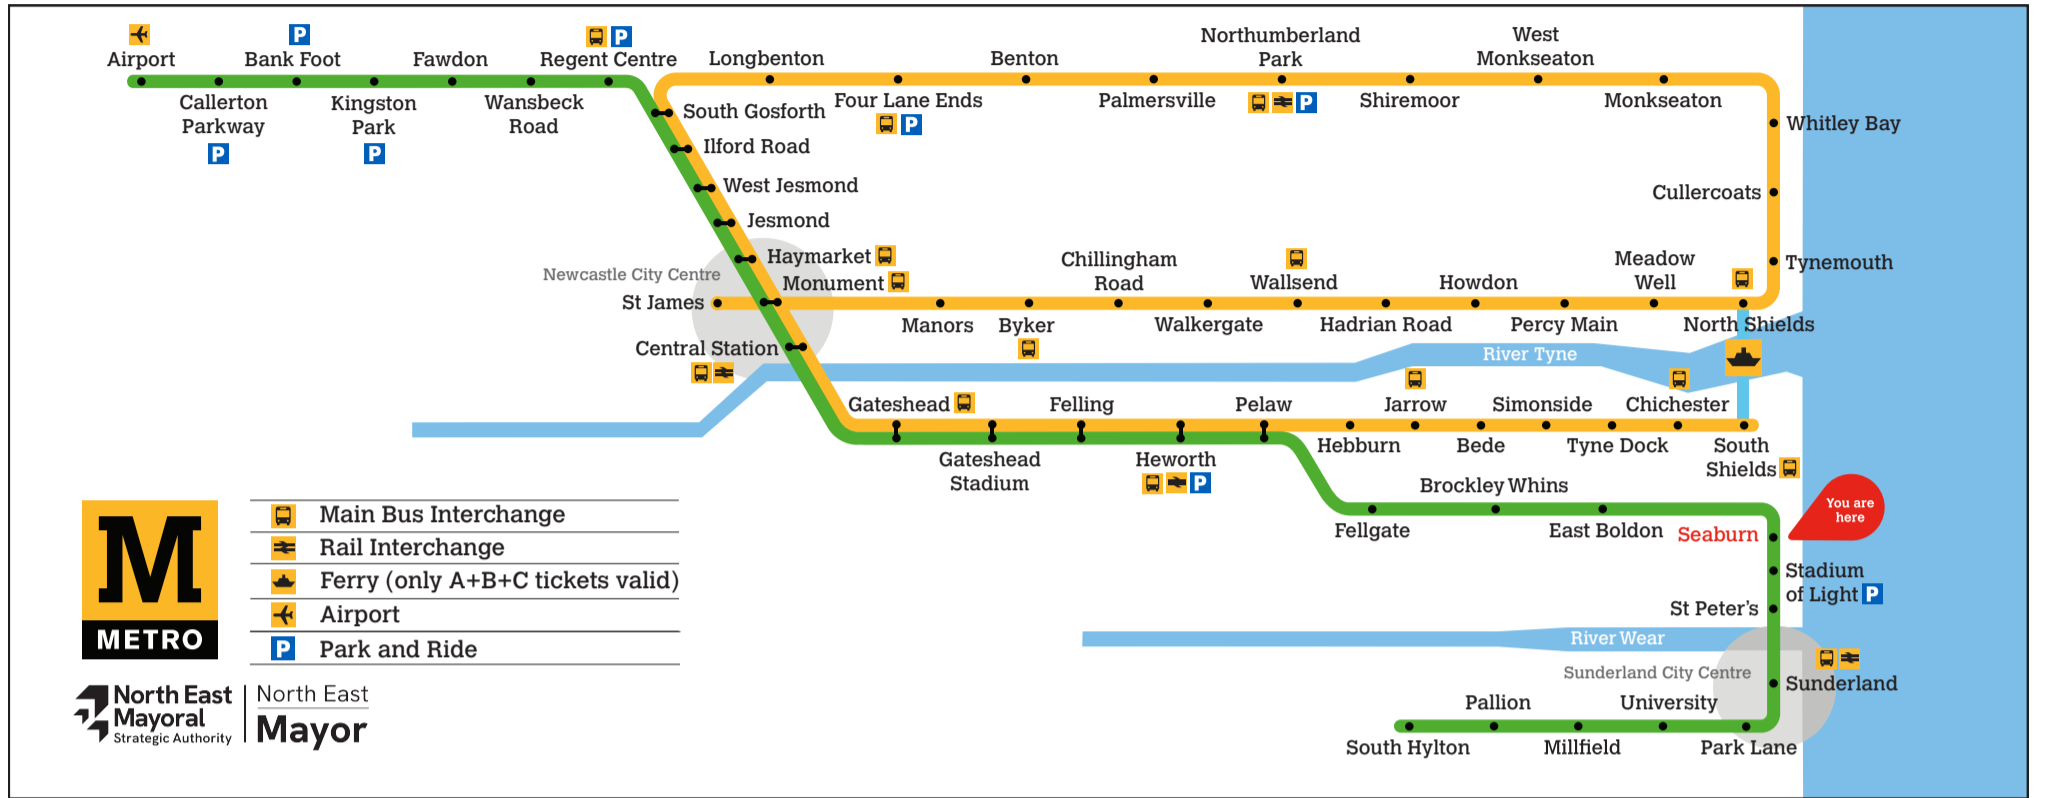 Airport
Callerton
Parkway
P
Bank Foot
P
Kingston
Park
P
Fawdon
Wansbeck
Road
Regent Centre
P
Longbenton
Four Lane Ends
P
Benton
Palmersville
Northumberland
Park
P
Shiremoor
West
Monkseaton
Monkseaton
Whitley Bay
Cullercoats
Tynemouth
South Gosforth
Ilford Road
West Jesmond
Jesmond
Haymarket
Newcastle City Centre
Monument
St James
Central Station
Manors
Byker
Chillingham
Road
Walkergate
Wallsend
Hadrian Road
Howdon
Percy Main
Meadow
Well
North Shields
River Tyne
Gateshead
Gateshead
Stadium
Felling
Heworth
P
Pelaw
Hebburn
Jarrow
Bede
Simonside
Tyne Dock
Chichester
South
Shields
Fellgate
Brockley Whins
East Boldon
Seaburn
You are
here
Stadium
of Light P
St Peter's
River Wear
Sunderland City Centre
Sunderland
Park Lane
University
Millfield
Pallion
South Hylton
M
METRO
Main Bus Interchange
Rail Interchange
Ferry (only A+B+C tickets valid)
Airport
P Park and Ride
North East
Mayoral
Strategic Authority
North East
Mayor